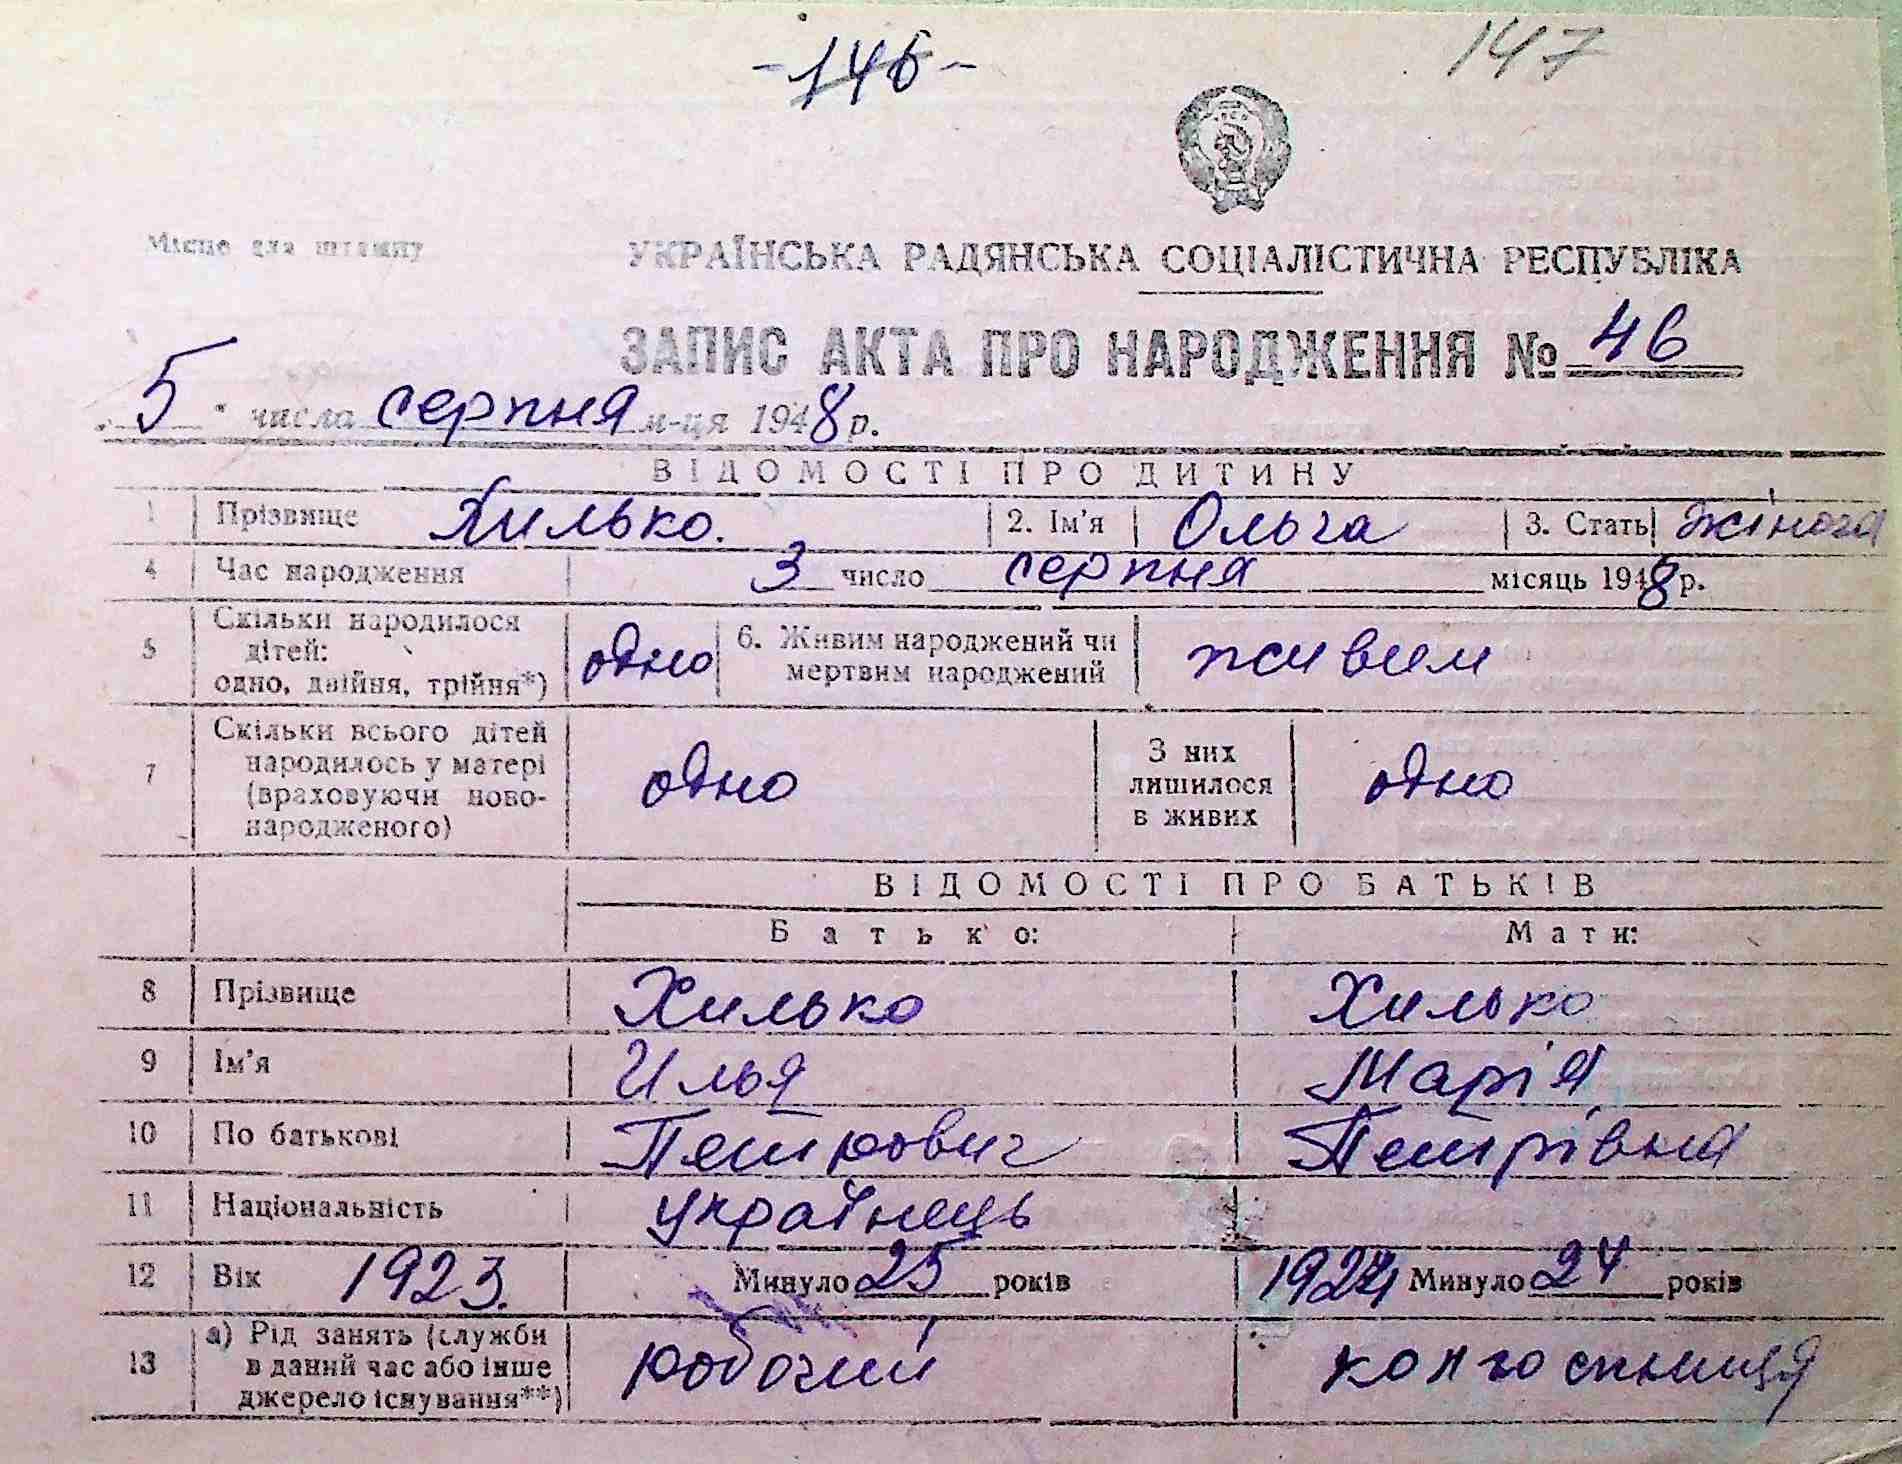 -146-
147
Місце для штампу
УКРАЇНСЬКА РАДЯНСЬКА СОЦІАЛІСТИЧНА РЕСПУБЛІКА
ЗАПИС АКТА ПРО НАРОДЖЕННЯ № 46
„5" числа серпня м-ця 1948 р.
ВІДОМОСТІ ПРО ДИТИНУ
1 Прізвище Хилько. 2. Ім'я Ольга 3. Стать жіноча
4 Час народження 3 число серпня місяць 1948 р.
5 Скільки народилося дітей: одно, двійня, трійня*) одно 6. Живим народжений чи мертвим народжений живим
7 Скільки всього дітей народилось у матері (враховуючи ново-народженого) одно З них лишилося в живих одно
ВІДОМОСТІ ПРО БАТЬКІВ
Батько: Мати:
8 Прізвище Хилько Хилько
9 Ім'я Илья Марія
10 По батькові Петрович Петрівна
11 Національність українець
12 Вік 1923. Минуло 25 років 1924 Минуло 24 років
13 а) Рід занять (служби в даний час або інше джерело існування**) робочий колгоспниця